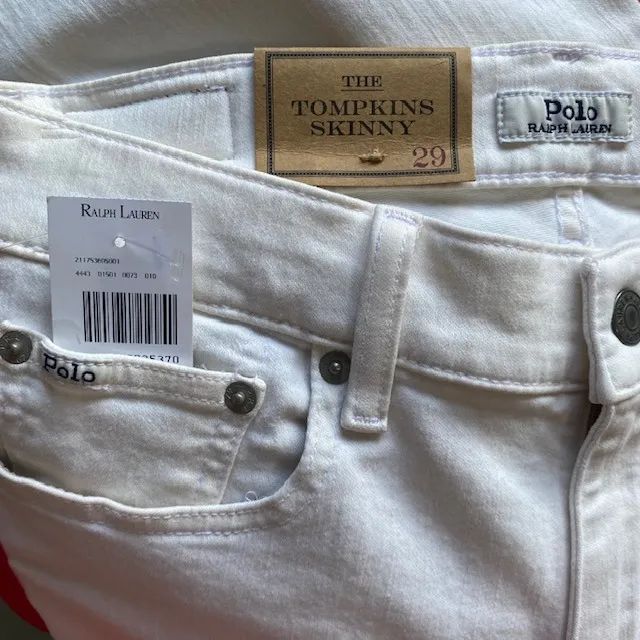 THE
TOMPKINS
SKINNY
29
Polo
RALPH LAUREN
RALPH LAUREN
211753605001
4443 01501 0073 010
Polo